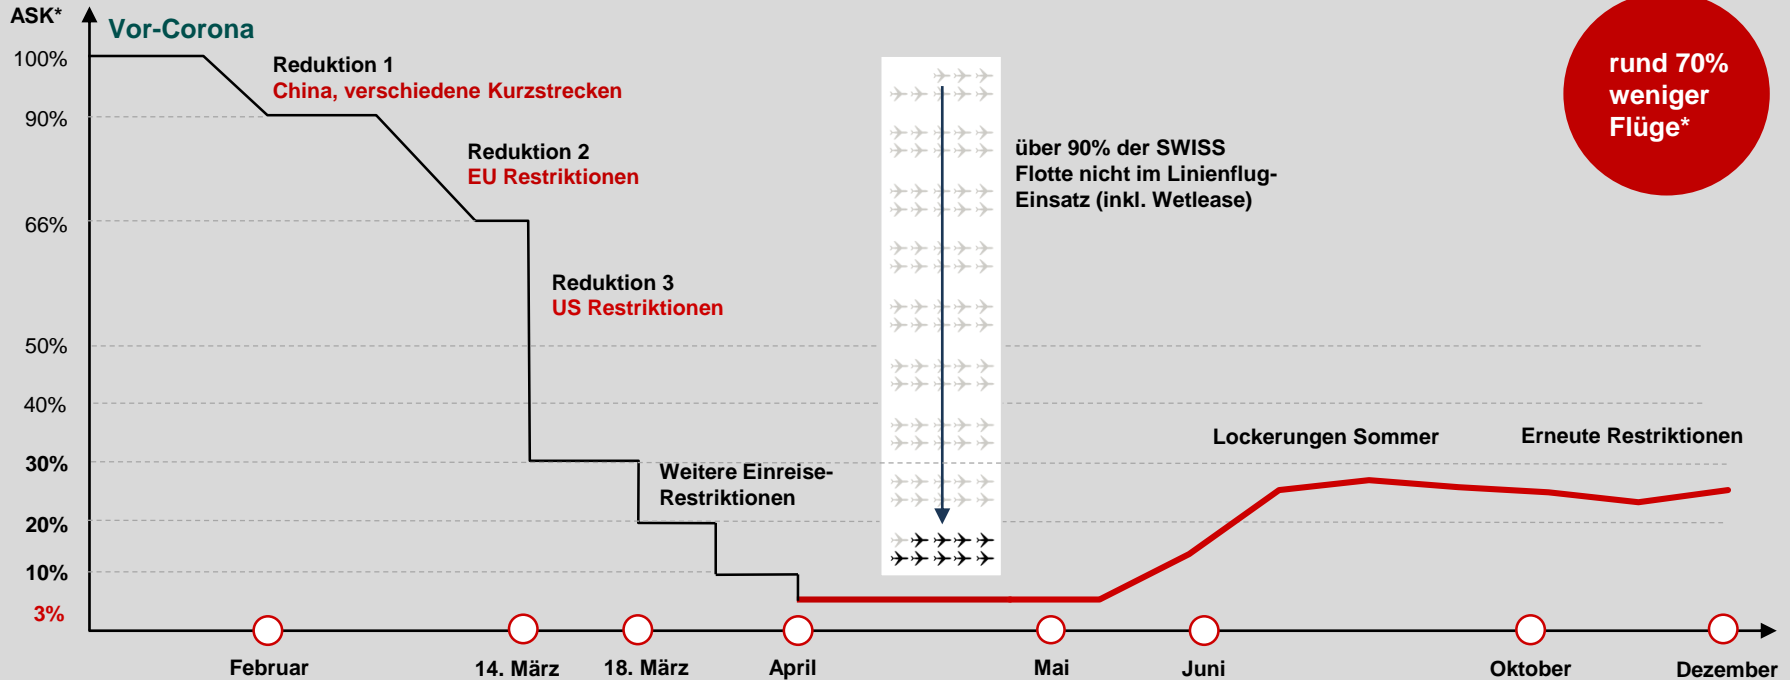 ASK*
Vor-Corona
100%
90%
66%
50%
40%
30%
20%
10%
3%
Reduktion 1
China, verschiedene Kurzstrecken
Reduktion 2
EU Restriktionen
Reduktion 3
US Restriktionen
Weitere Einreise-
Restriktionen
über 90% der SWISS
Flotte nicht im Linienflug-
Einsatz (inkl. Wetlease)
rund 70%
weniger
Flüge*
Lockerungen Sommer
Erneute Restriktionen
Februar
14. März
18. März
April
Mai
Juni
Oktober
Dezember